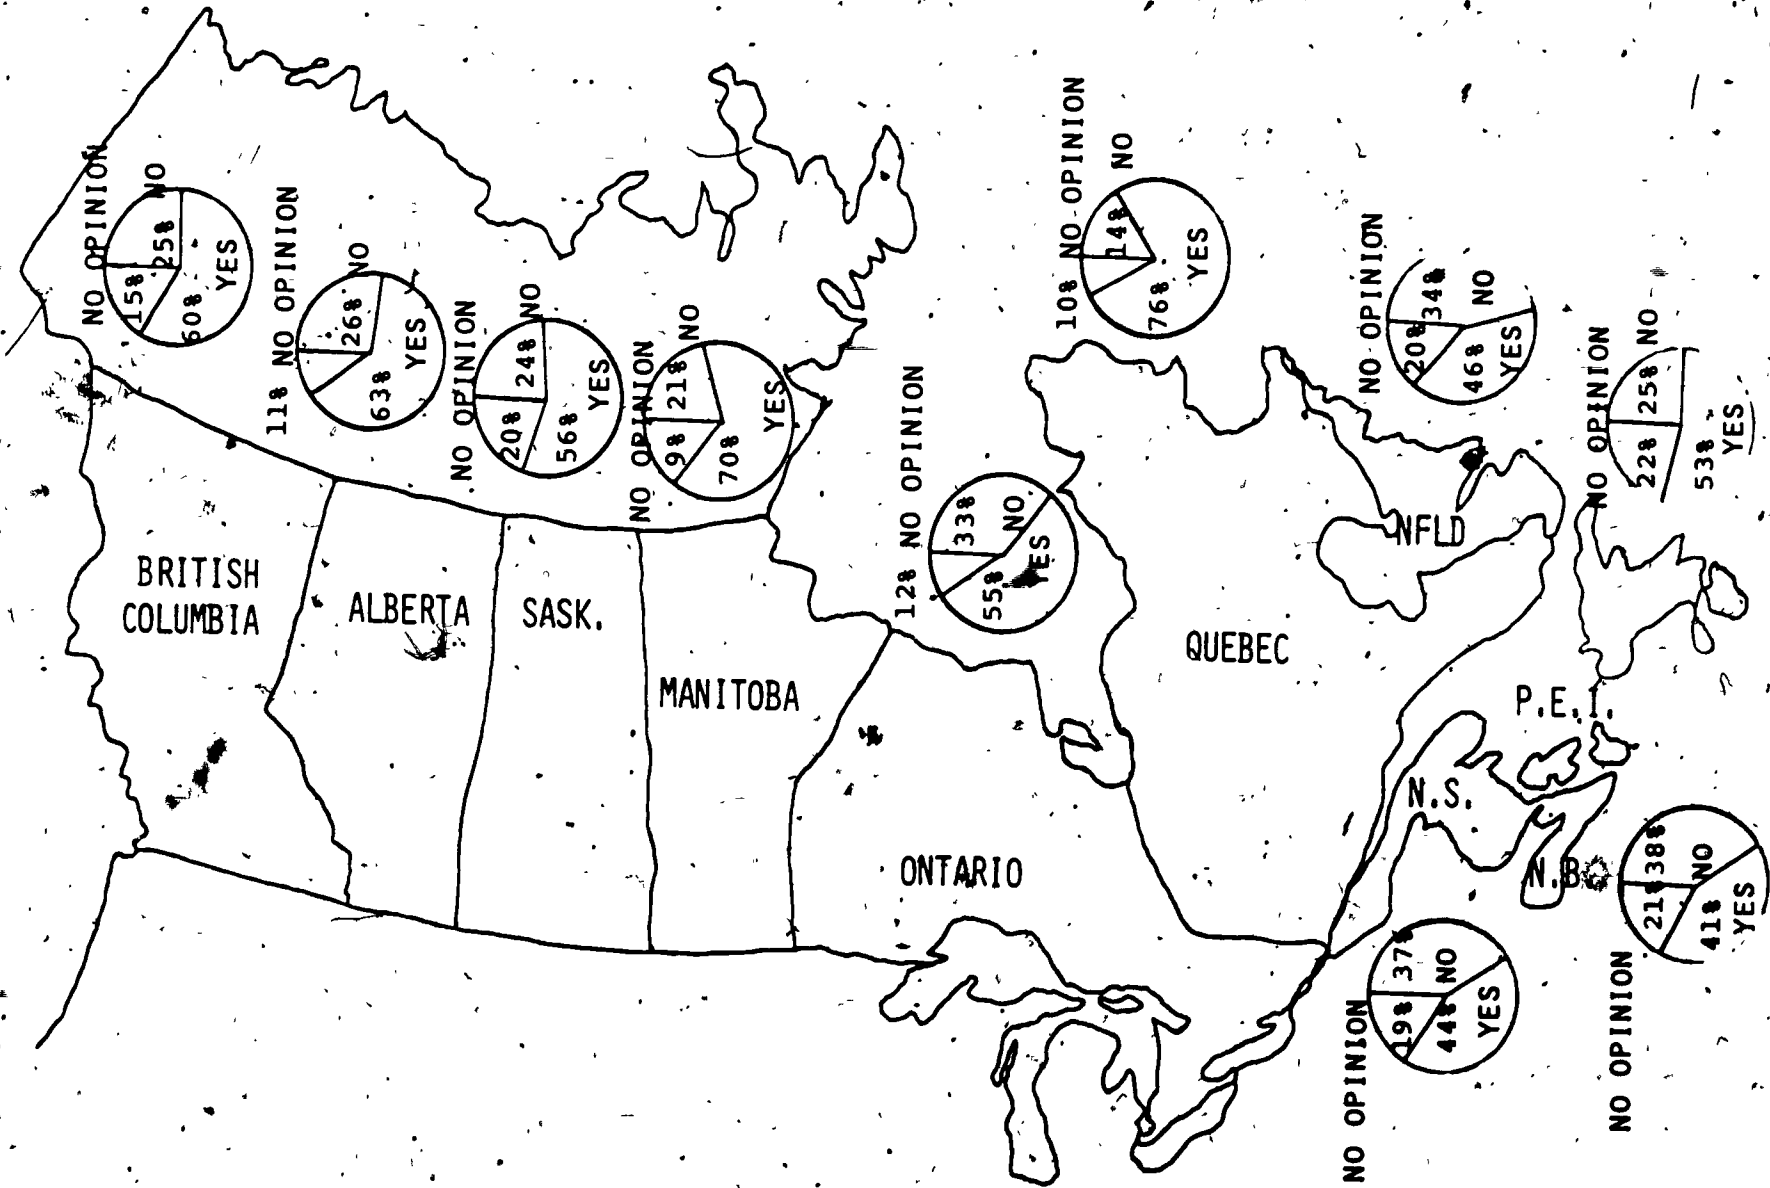 NO OPINION
15%
25%
NO
60%
YES
11% NO OPINION
26%
NO
63%
YES
NO OPINION
20%
24%
NO
56%
YES
NO OPINION
9%
21%
NO
70%
YES
12% NO OPINION
33%
NO
55%
YES
10% NO OPINION
14%
NO
76%
YES
NO OPINION
20%
34%
NO
46%
YES
NO OPINION
22%
25%
NO
53%
YES
BRITISH
COLUMBIA
ALBERTA
SASK.
MANITOBA
ONTARIO
QUEBEC
NFLD
P.E.I.
N.S.
N.B.
NO OPINION
19%
37%
NO
44%
YES
NO OPINION
21%
38%
NO
41%
YES